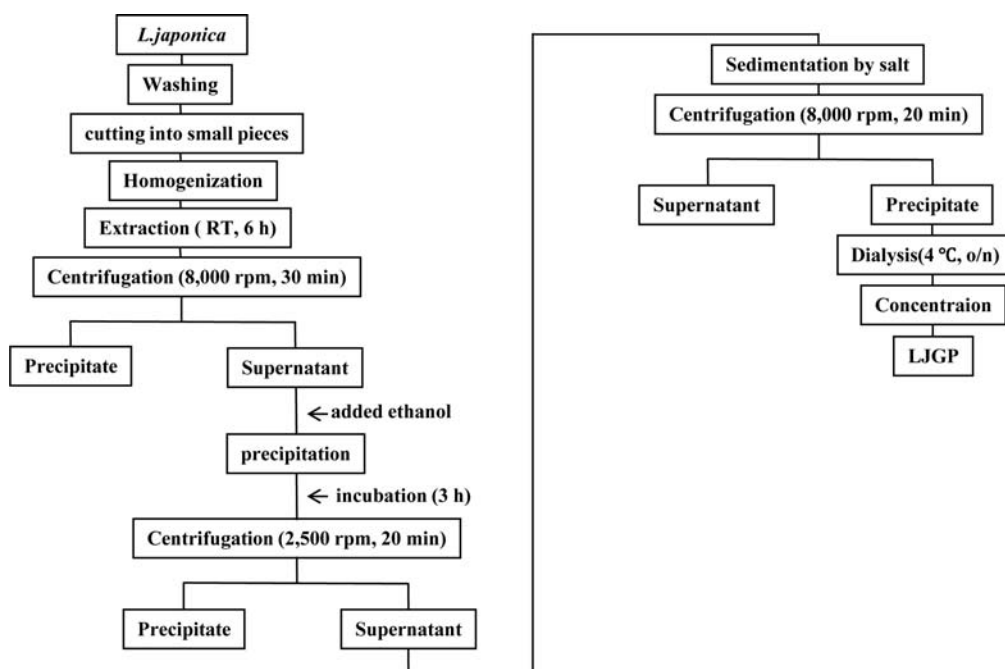 L.japonica
Washing
cutting into small pieces
Homogenization
Extraction ( RT, 6 h)
Centrifugation (8,000 rpm, 30 min)
Precipitate
Supernatant
added ethanol
precipitation
incubation (3 h)
Centrifugation (2,500 rpm, 20 min)
Precipitate
Supernatant
Sedimentation by salt
Centrifugation (8,000 rpm, 20 min)
Supernatant
Precipitate
Dialysis(4 ℃, o/n)
Concentraion
LJGP